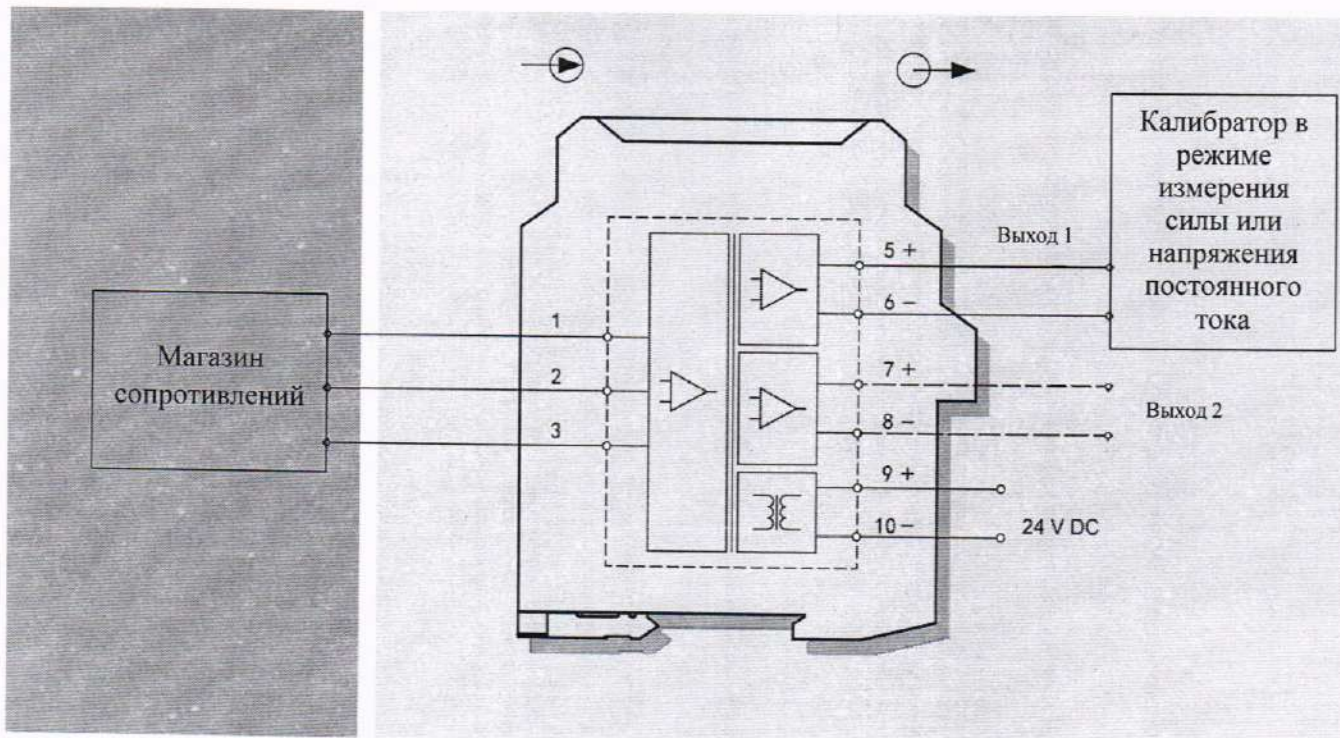 Магазин
сопротивлений
1
2
3
5 +
6 –
7 +
8 –
9 +
10 –
Выход 1
Выход 2
24 V DC
Калибратор в
режиме
измерения
силы или
напряжения
постоянного
тока